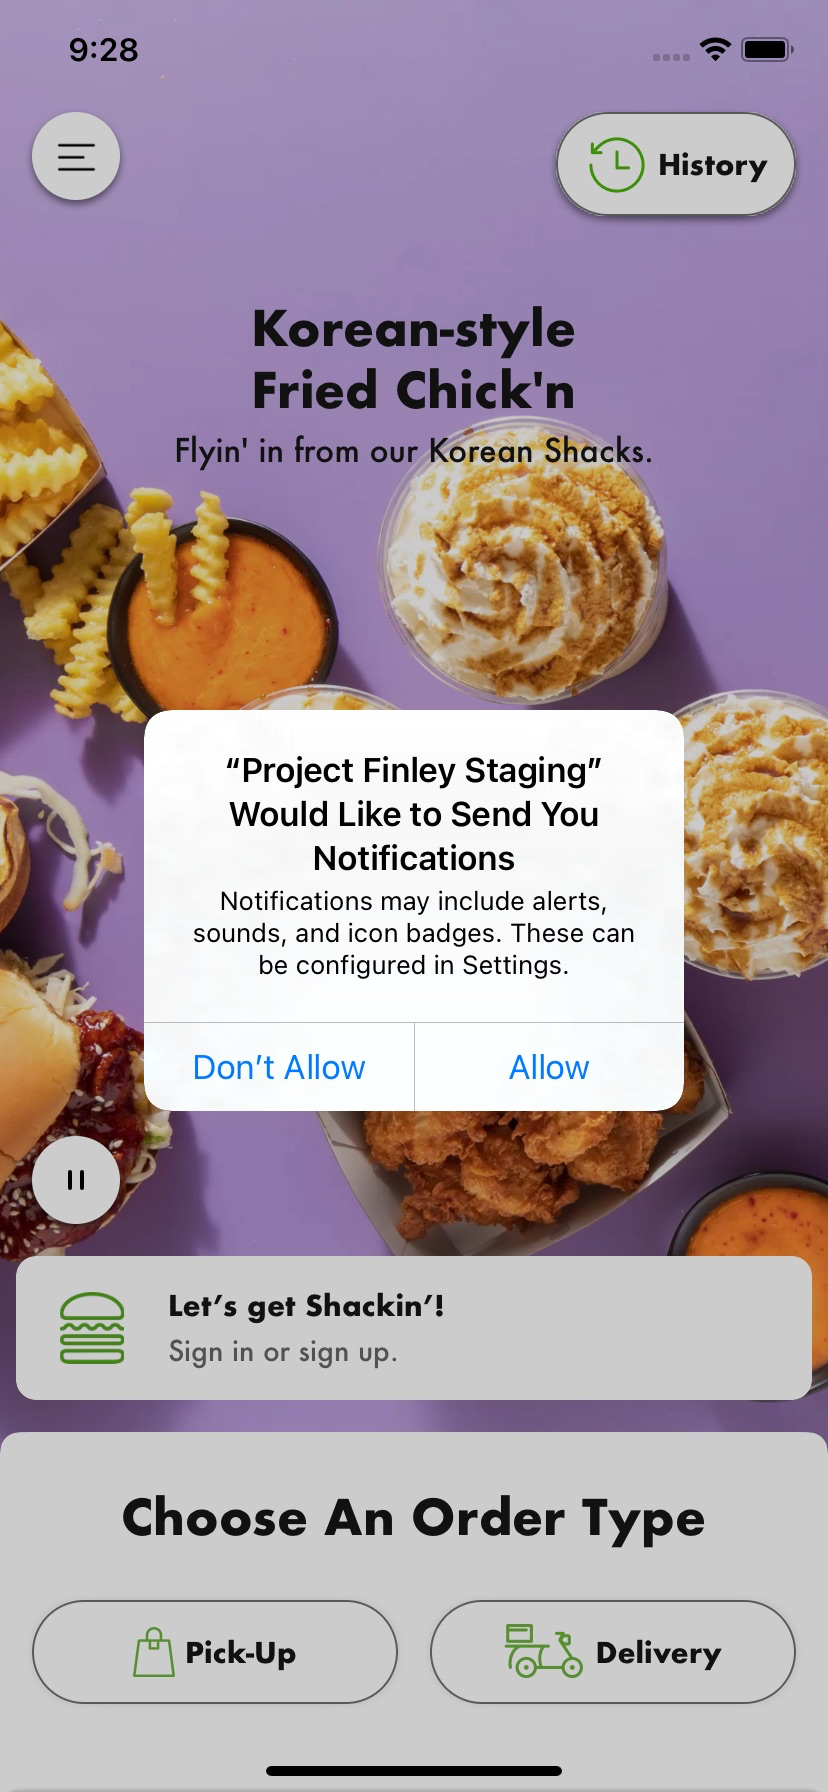 9:28
History
Korean-style
Fried Chick'n
Flyin' in from our Korean Shacks.
“Project Finley Staging”
Would Like to Send You
Notifications
Notifications may include alerts,
sounds, and icon badges. These can
be configured in Settings.
Don’t Allow
Allow
Let’s get Shackin’!
Sign in or sign up.
Choose An Order Type
Pick-Up
Delivery